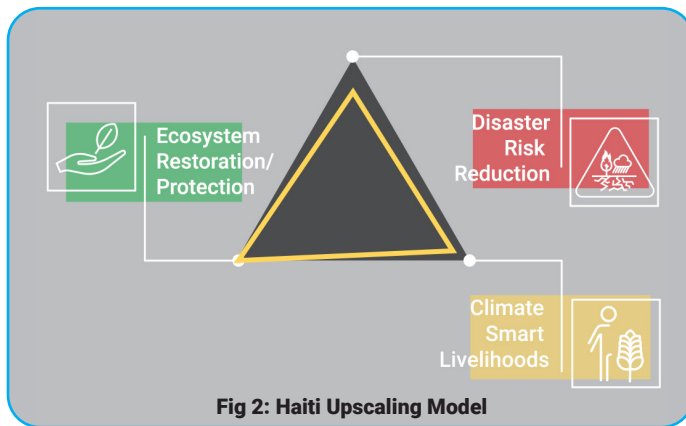 Ecosystem
Restoration/
Protection
Disaster
Risk
Reduction
Climate
Smart
Livelihoods
Fig 2: Haiti Upscaling Model